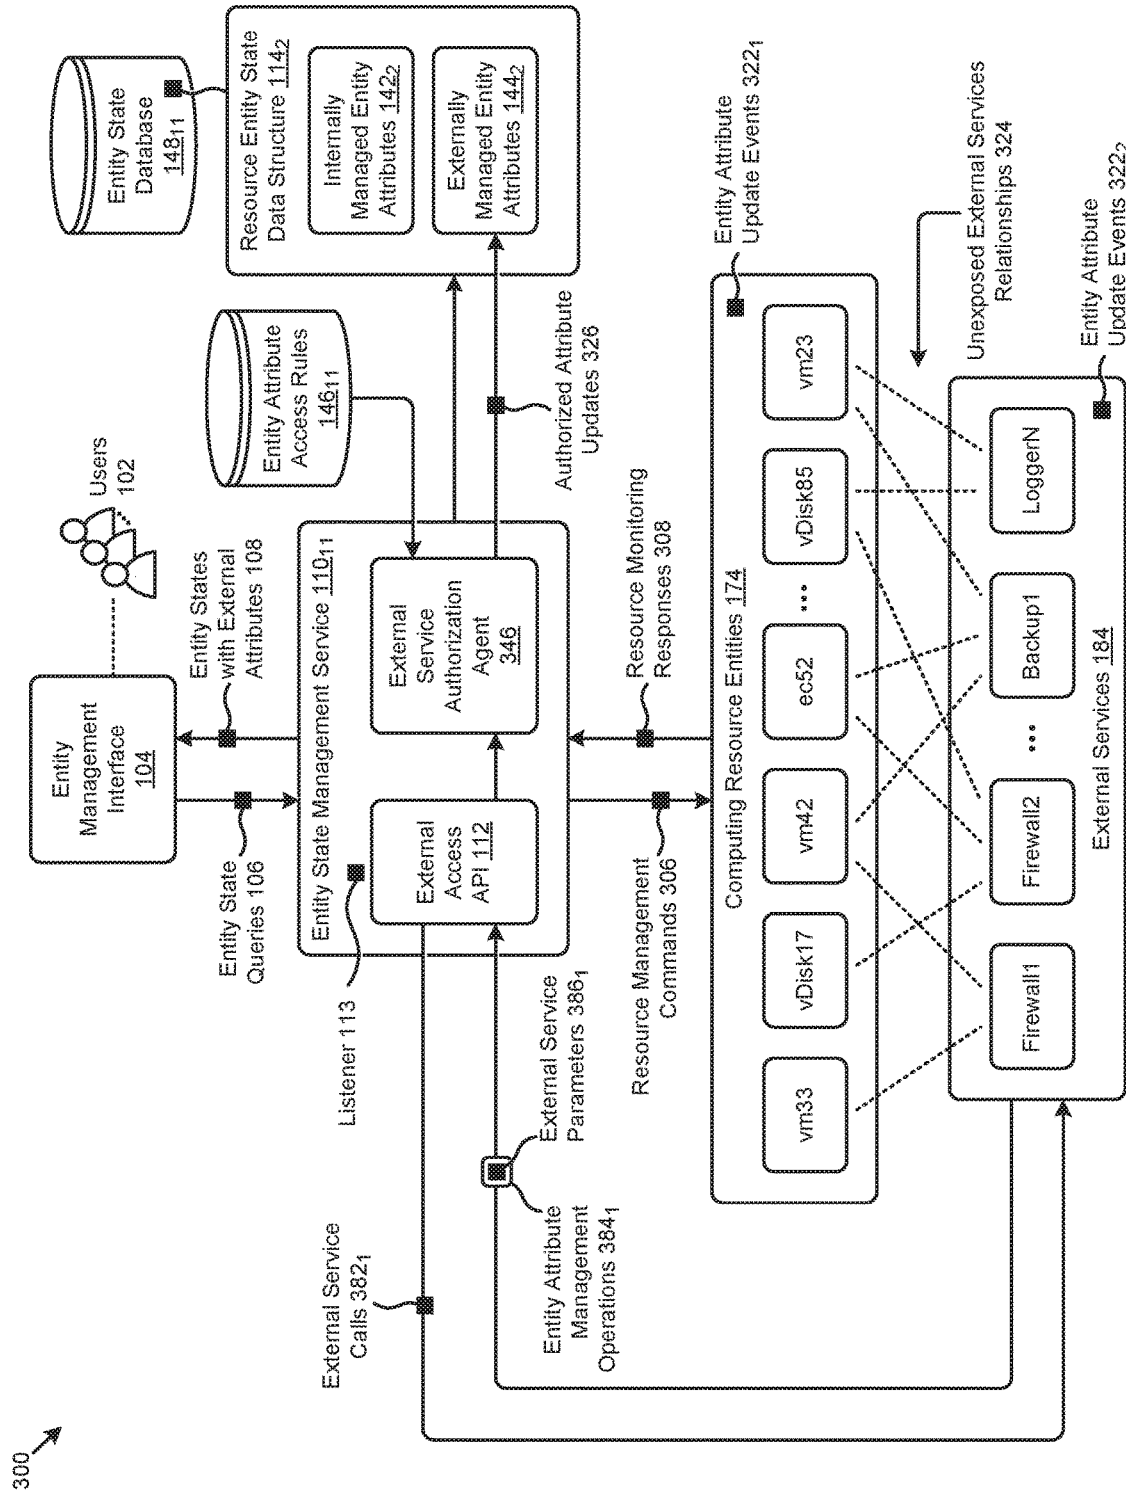 300
Users
102
Entity
Management
Interface
104
Entity State
Queries 106
Entity States
with External
Attributes 108
Entity State
Database
148₁₁
Entity Attribute
Access Rules
146₁₁
Resource Entity State
Data Structure 114₂
Internally
Managed Entity
Attributes 142₂
Externally
Managed Entity
Attributes 144₂
Listener 113
Entity State Management Service 110₁₁
External
Access
API 112
External
Service
Authorization
Agent
346
Authorized Attribute
Updates 326
External Service
Calls 382₁
External Service
Parameters 386₁
Entity Attribute
Management
Operations 384₁
Resource Management
Commands 306
Resource Monitoring
Responses 308
Computing Resource Entities 174
Entity Attribute
Update Events 322₁
vm33
vDisk17
vm42
ec52
...
vDisk85
vm23
Unexposed External Services
Relationships 324
Firewall1
Firewall2
...
Backup1
LoggerN
External Services 184
Entity Attribute
Update Events 322₂